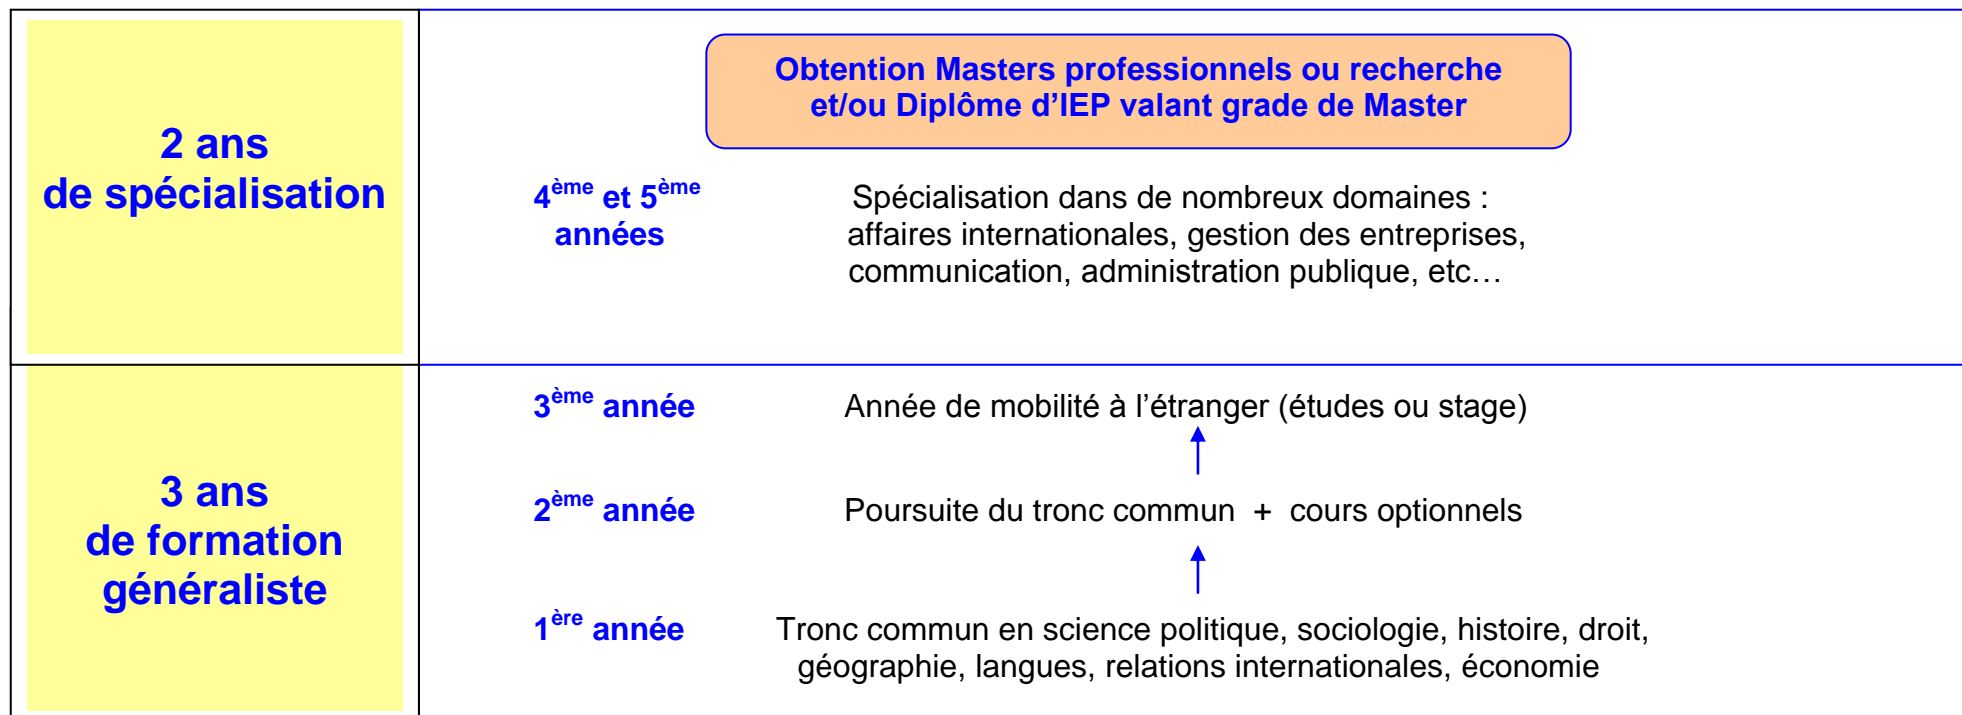 Obtention Masters professionnels ou recherche
et/ou Diplôme d’IEP valant grade de Master
2 ans
de spécialisation
4ème et 5ème
années
Spécialisation dans de nombreux domaines :
affaires internationales, gestion des entreprises,
communication, administration publique, etc…
3 ans
de formation
généraliste
3ème année
Année de mobilité à l’étranger (études ou stage)
2ème année
Poursuite du tronc commun + cours optionnels
1ère année
Tronc commun en science politique, sociologie, histoire, droit,
géographie, langues, relations internationales, économie